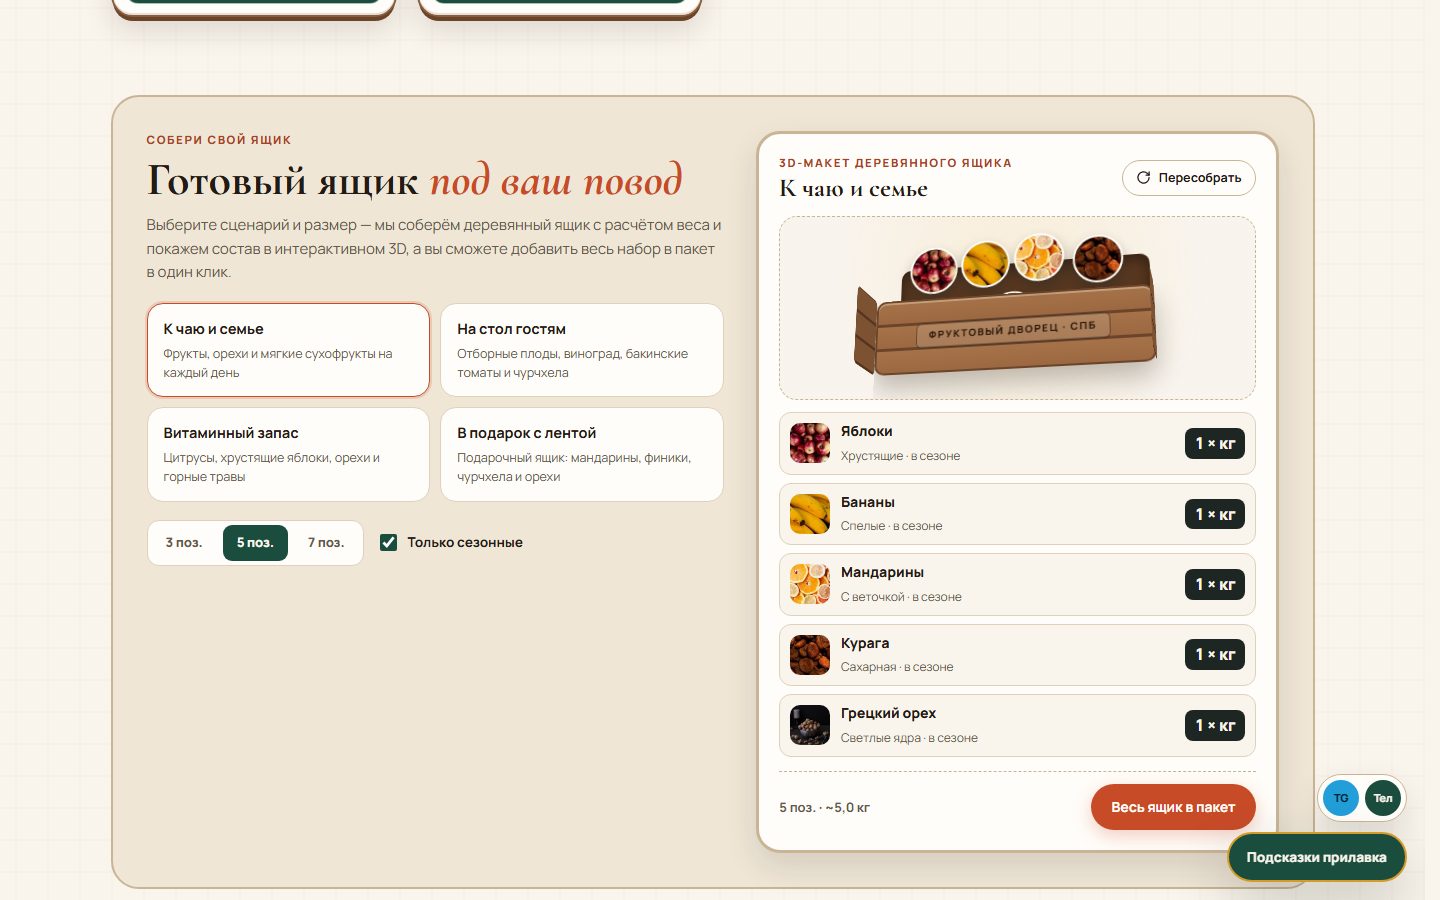 СОБЕРИ СВОЙ ЯЩИК
Готовый ящик под ваш повод
Выберите сценарий и размер — мы соберём деревянный ящик с расчётом веса и
покажем состав в интерактивном 3D, а вы сможете добавить весь набор в пакет
в один клик.
К чаю и семье
Фрукты, орехи и мягкие сухофрукты на
каждый день
На стол гостям
Отборные плоды, виноград, бакинские
томаты и чурчхела
Витаминный запас
Цитрусы, хрустящие яблоки, орехи и
горные травы
В подарок с лентой
Подарочный ящик: мандарины, финики,
чурчхела и орехи
3 поз.
5 поз.
7 поз.
Только сезонные
3D-МАКЕТ ДЕРЕВЯННОГО ЯЩИКА
К чаю и семье
Пересобрать
ФРУКТОВЫЙ ДВОРЕЦ · СПБ
Яблоки
Хрустящие · в сезоне
1 × кг
Бананы
Спелые · в сезоне
1 × кг
Мандарины
С веточкой · в сезоне
1 × кг
Курага
Сахарная · в сезоне
1 × кг
Грецкий орех
Светлые ядра · в сезоне
1 × кг
5 поз. · ~5,0 кг
Весь ящик в пакет
TG
Тел
Подсказки прилавка